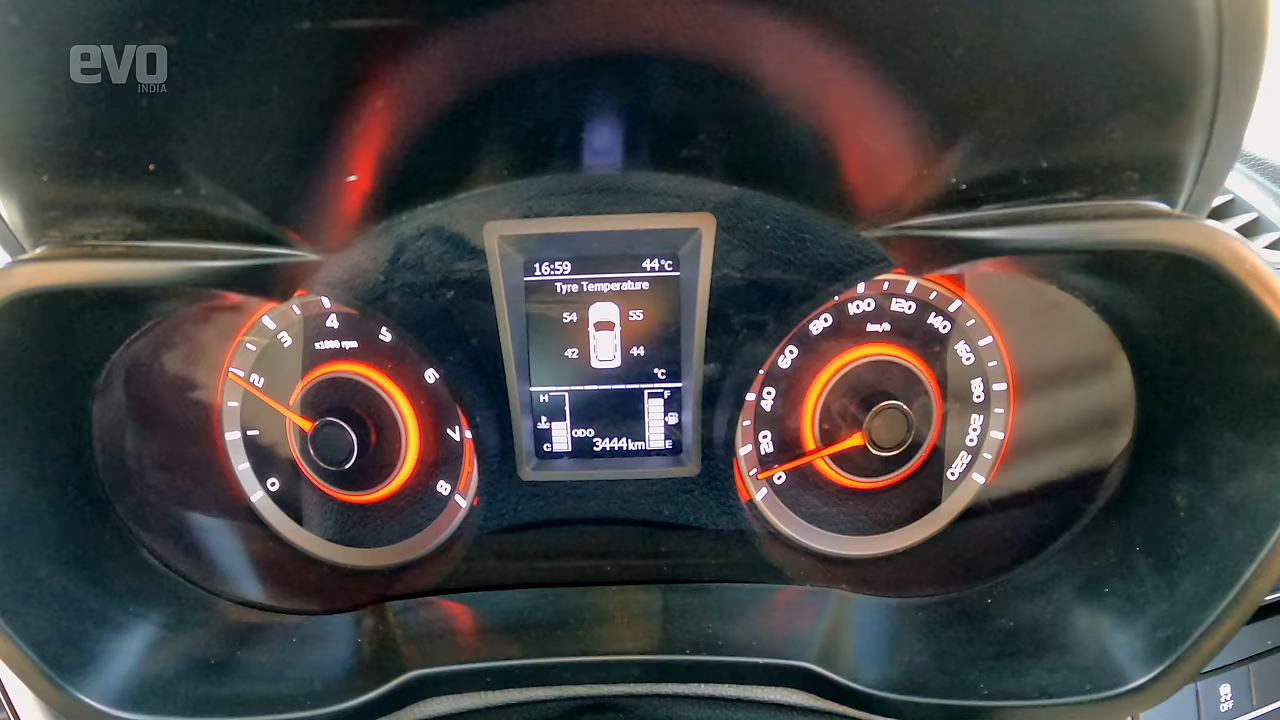 evo
INDIA
16:59 44°C
Tyre Temperature
54 55
42 44
°C
H F
C ODO E
3444km
0 1 2 3 4 5 6 7 8
x1000 rpm
0 20 40 60 80 100 120 140 160 180 200 220
km/h
OFF